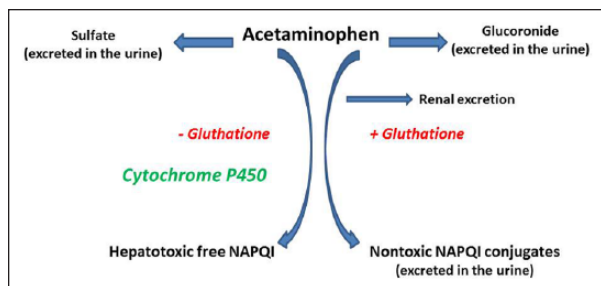 Sulfate
(excreted in the urine)
Acetaminophen
Glucoronide
(excreted in the urine)
Renal excretion
- Gluthatione
+ Gluthatione
Cytochrome P450
Hepatotoxic free NAPQI
Nontoxic NAPQI conjugates
(excreted in the urine)